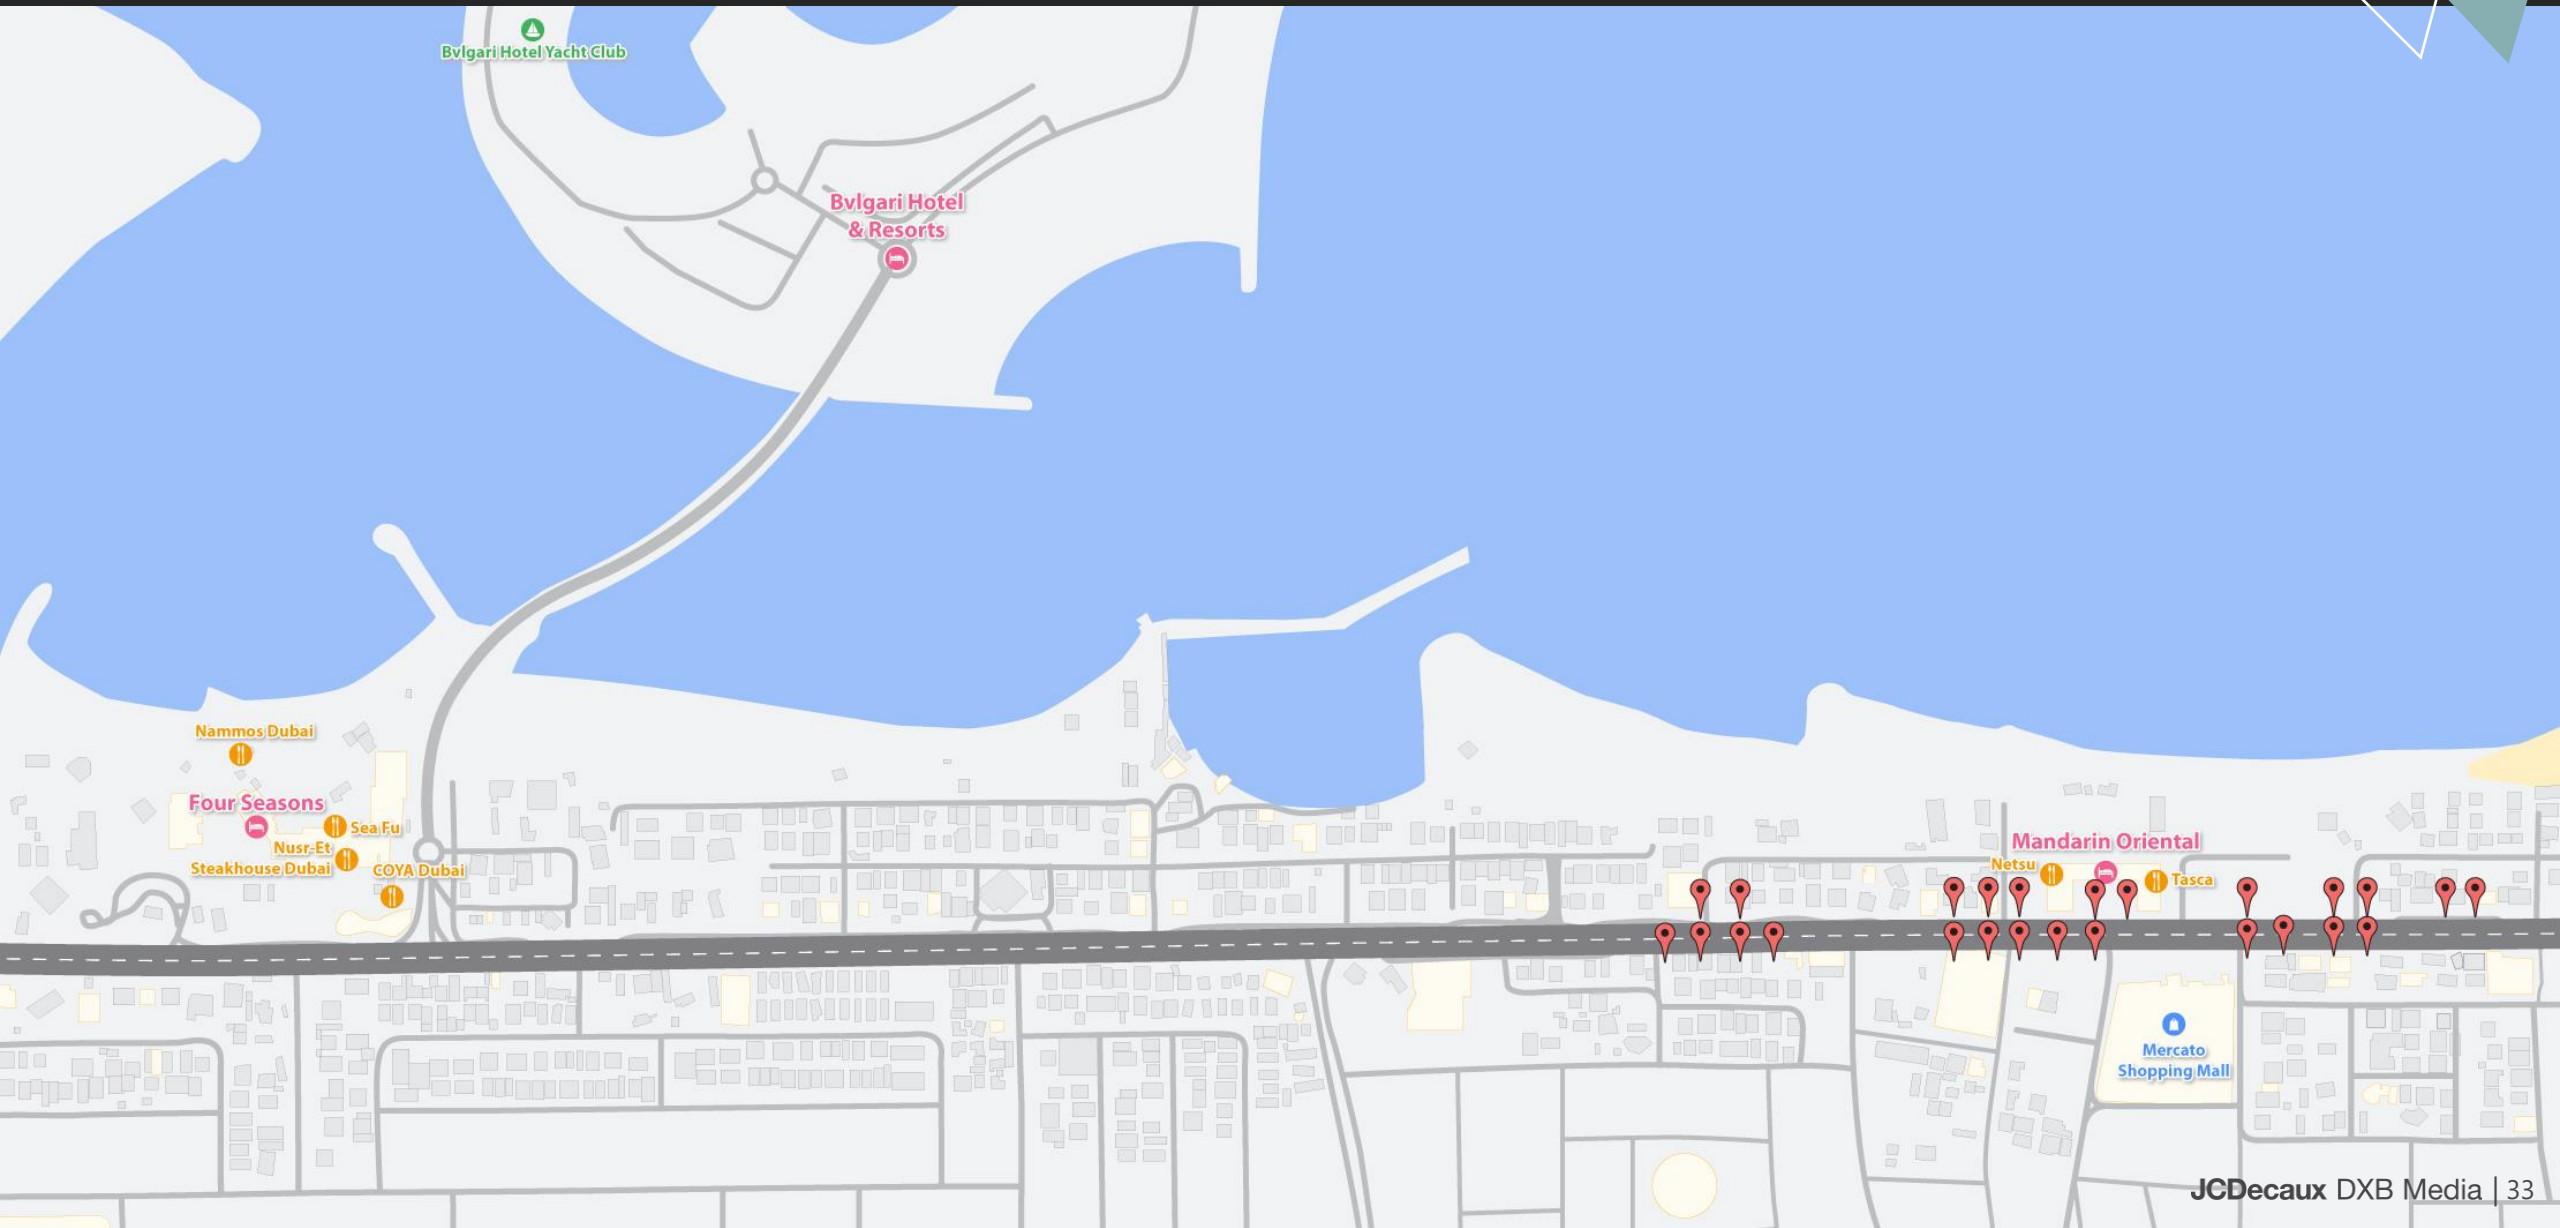 Bvlgari Hotel Yacht Club
Bvlgari Hotel
& Resorts
Nammos Dubai
Four Seasons
Sea Fu
Nusr-Et
Steakhouse Dubai
COYA Dubai
Mandarin Oriental
Netsu
Tasca
Mercato
Shopping Mall
JCDecaux DXB Media | 33